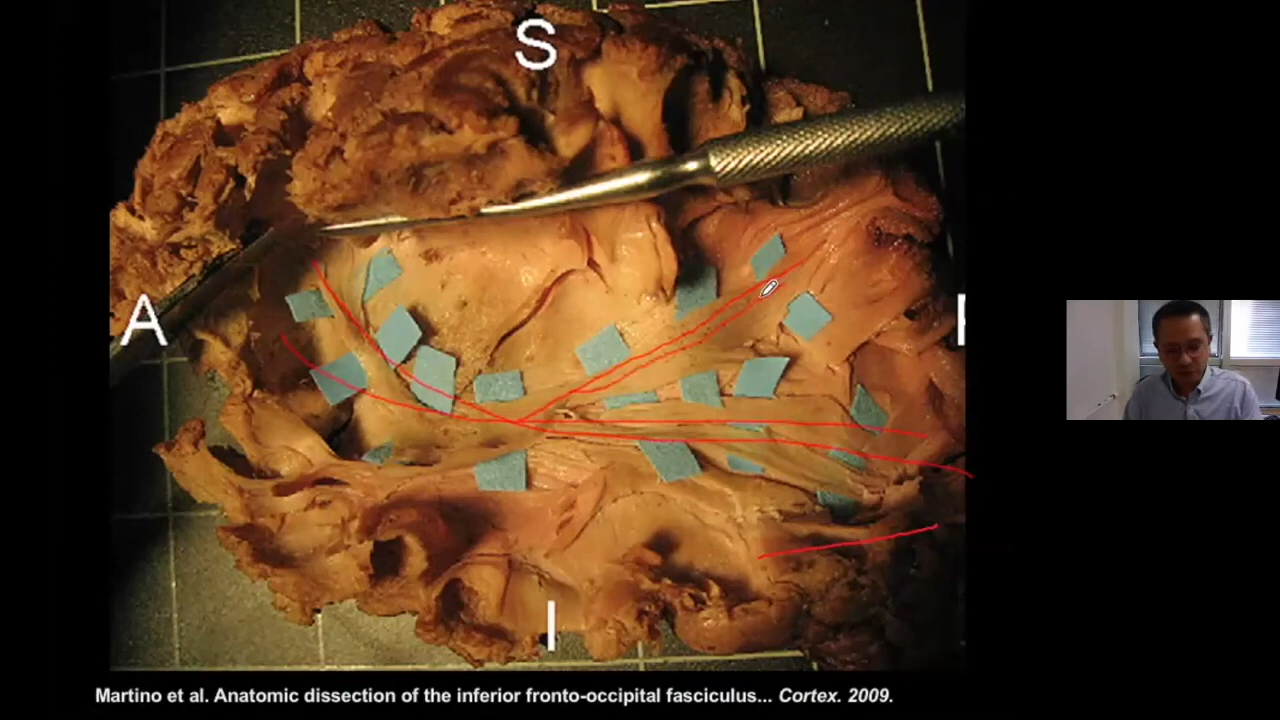 S
A
I
Martino et al. Anatomic dissection of the inferior fronto-occipital fasciculus... Cortex. 2009.